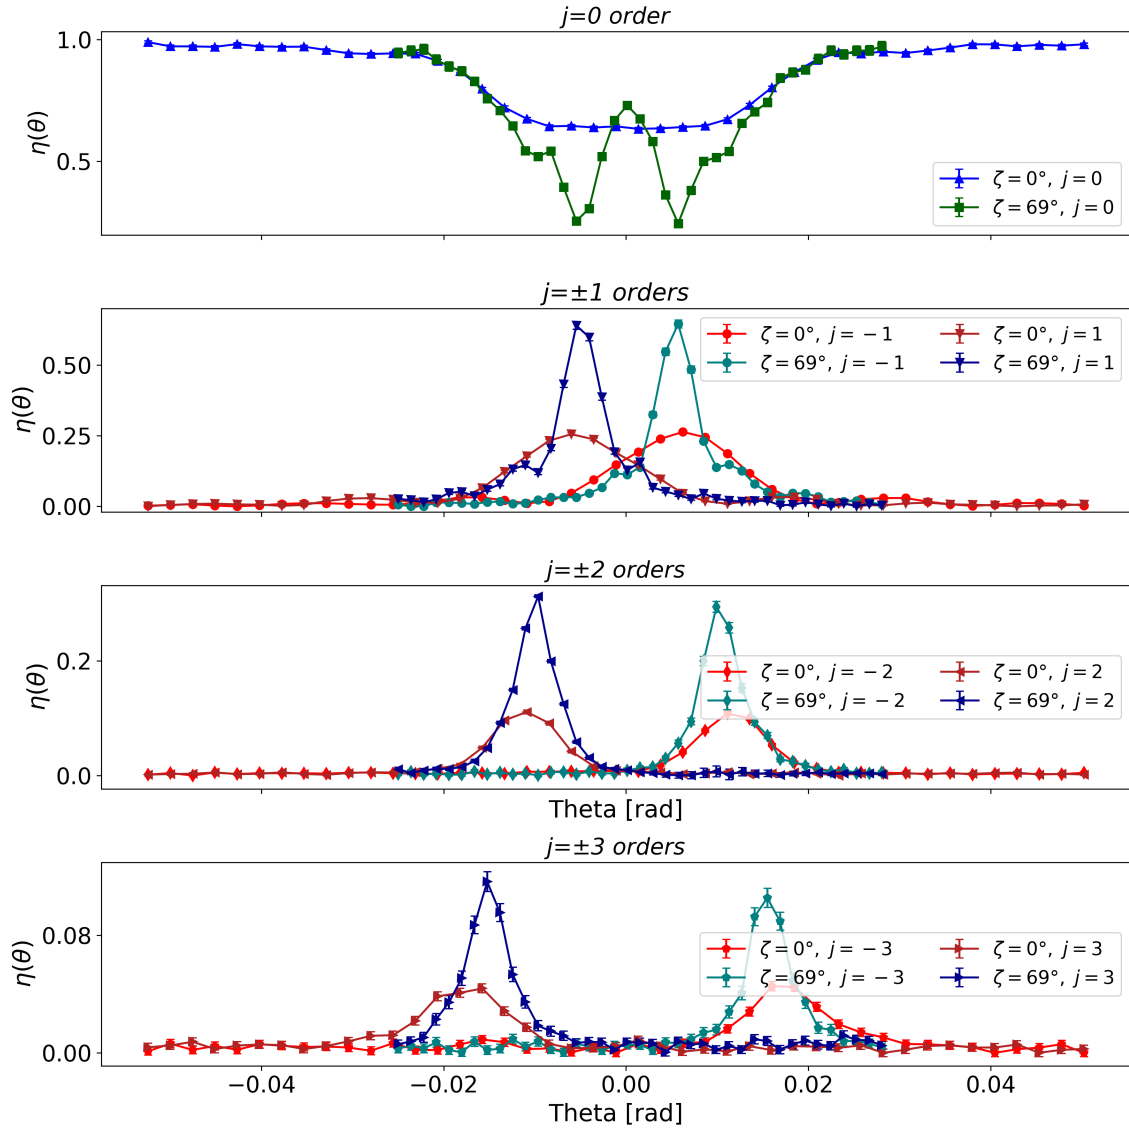 j=0 order
1.0
0.5
η(θ)
ζ = 0°, j = 0
ζ = 69°, j = 0
j=±1 orders
0.50
0.25
0.00
η(θ)
ζ = 0°, j = −1
ζ = 69°, j = −1
ζ = 0°, j = 1
ζ = 69°, j = 1
j=±2 orders
0.2
0.0
η(θ)
ζ = 0°, j = −2
ζ = 69°, j = −2
ζ = 0°, j = 2
ζ = 69°, j = 2
Theta [rad]
j=±3 orders
0.08
0.00
η(θ)
ζ = 0°, j = −3
ζ = 69°, j = −3
ζ = 0°, j = 3
ζ = 69°, j = 3
−0.04 −0.02 0.00 0.02 0.04
Theta [rad]